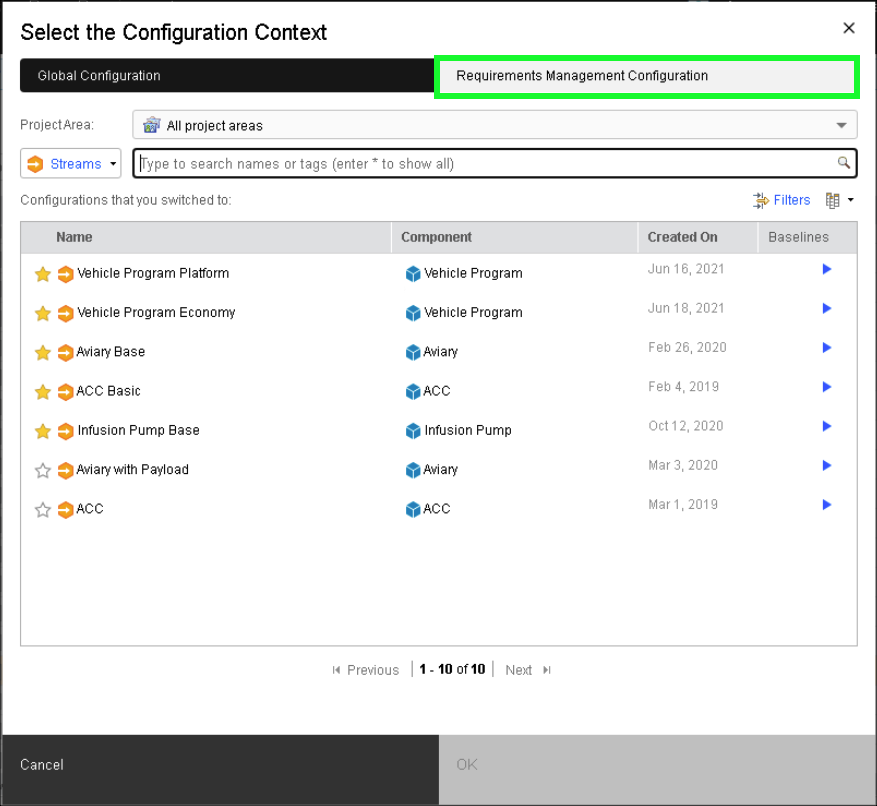 Select the Configuration Context
Global Configuration
Requirements Management Configuration
Project Area:
All project areas
Streams
Type to search names or tags (enter * to show all)
Configurations that you switched to:
Filters
Name Component Created On Baselines
Vehicle Program Platform Vehicle Program Jun 16, 2021
Vehicle Program Economy Vehicle Program Jun 18, 2021
Aviary Base Aviary Feb 26, 2020
ACC Basic ACC Feb 4, 2019
Infusion Pump Base Infusion Pump Oct 12, 2020
Aviary with Payload Aviary Mar 3, 2020
ACC ACC Mar 1, 2019
Previous 1 - 10 of 10 Next
Cancel
OK